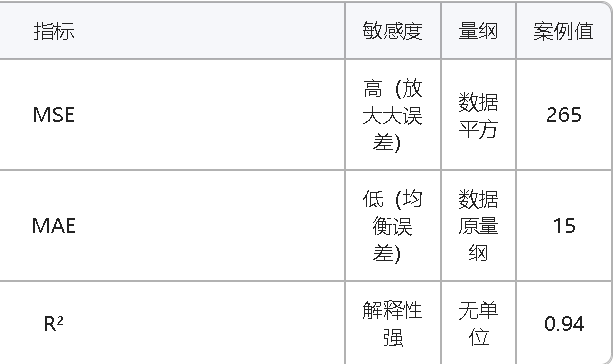 指标 敏感度 量纲 案例值
MSE 高（放大大误差） 数据平方 265
MAE 低（均衡误差） 数据原量纲 15
R² 解释性强 无单位 0.94